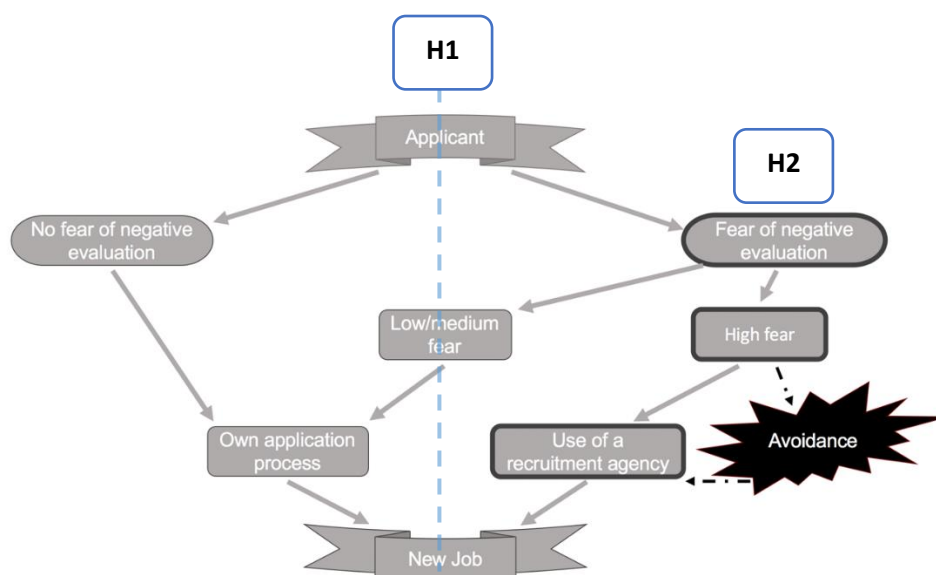 H1
Applicant
H2
No fear of negative
evaluation
Fear of negative
evaluation
Low/medium
fear
High fear
Own application
process
Use of a
recruitment agency
Avoidance
New Job